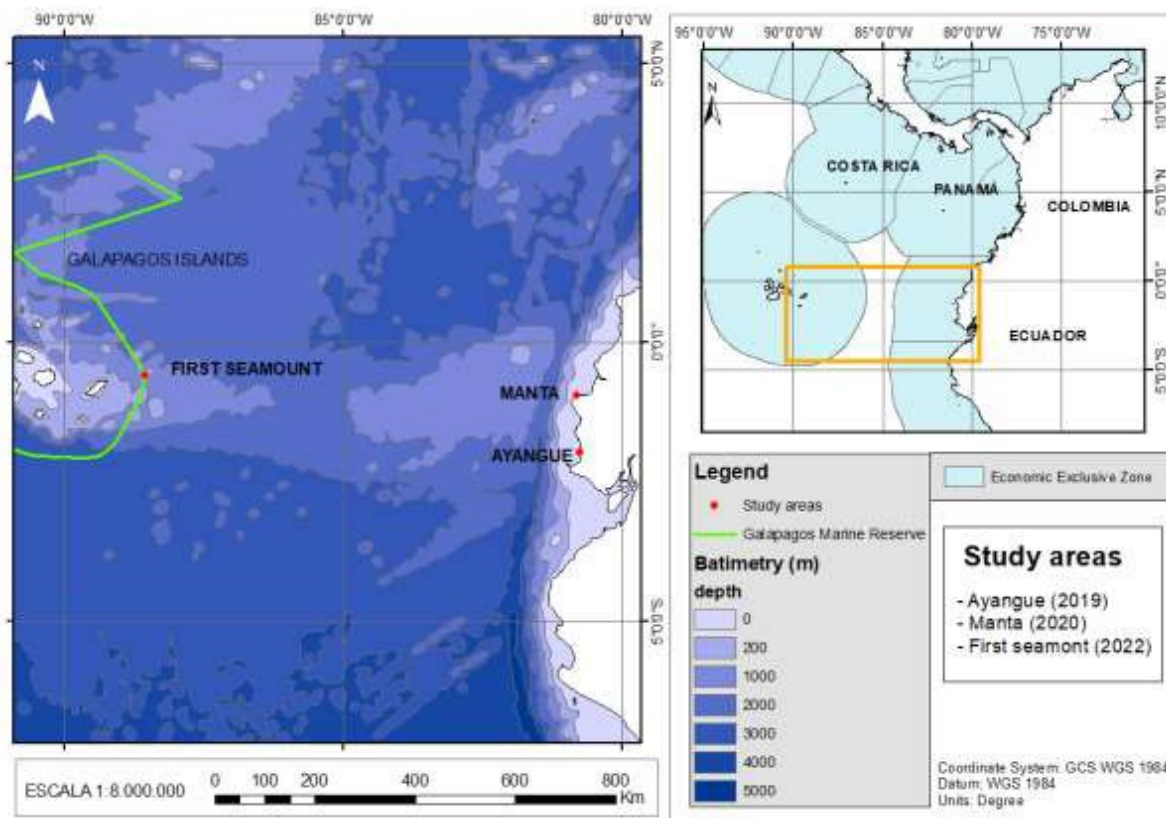 90°0'0"W 85°0'0"W 80°0'0"W
N
5°0'0"N
0°0'0"
5°0'0"S
GALAPAGOS ISLANDS
FIRST SEAMOUNT
MANTA
AYANGUE
ESCALA 1:8.000.000
0 100 200 400 600 800
Km
95°0'0"W 90°0'0"W 85°0'0"W 80°0'0"W 75°0'0"W
N
10°0'0"N
5°0'0"N
0°0'0"
5°0'0"S
COSTA RICA
PANAMÁ
COLOMBIA
ECUADOR
Legend
Study areas
Galapagos Marine Reserve
Batimetry (m)
depth
0
200
1000
2000
3000
4000
5000
Economic Exclusive Zone
Study areas
- Ayangue (2019)
- Manta (2020)
- First seamont (2022)
Coordinate System: GCS WGS 1984
Datum: WGS 1984
Units: Degree